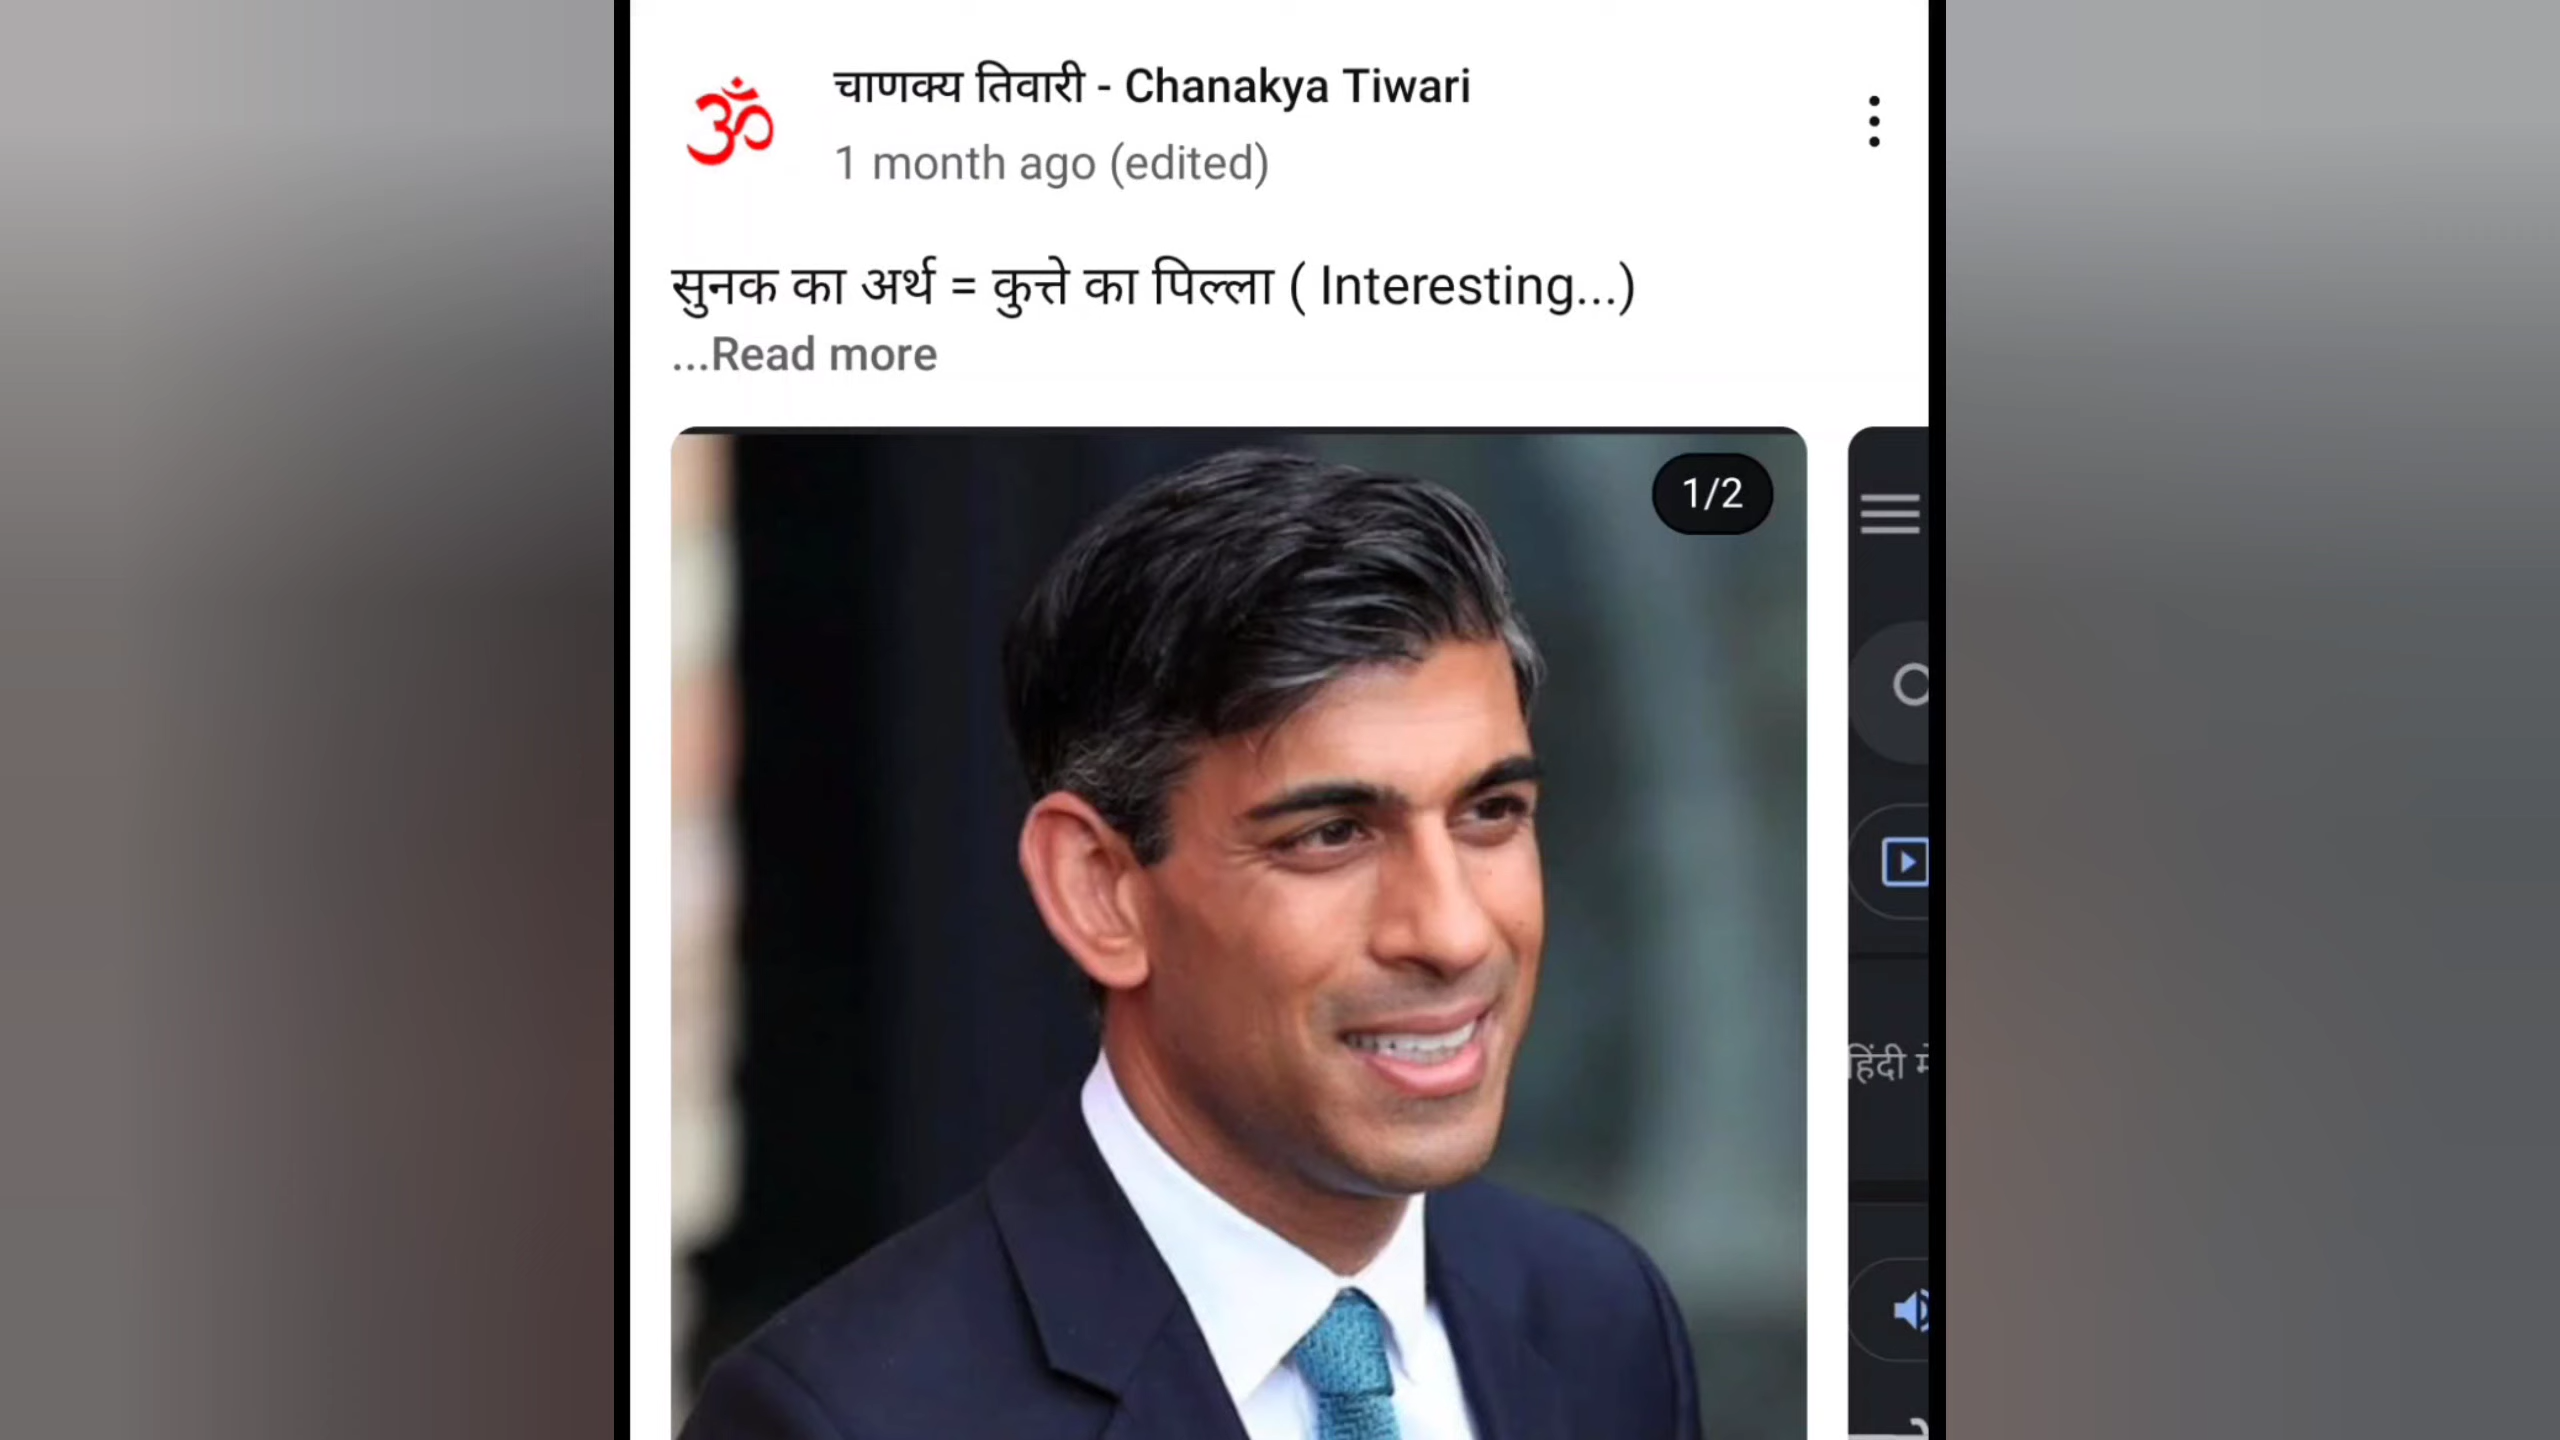 चाणक्य तिवारी - Chanakya Tiwari
1 month ago (edited)
सुनक का अर्थ = कुत्ते का पिल्ला ( Interesting...)
...Read more
1/2
हिंदी